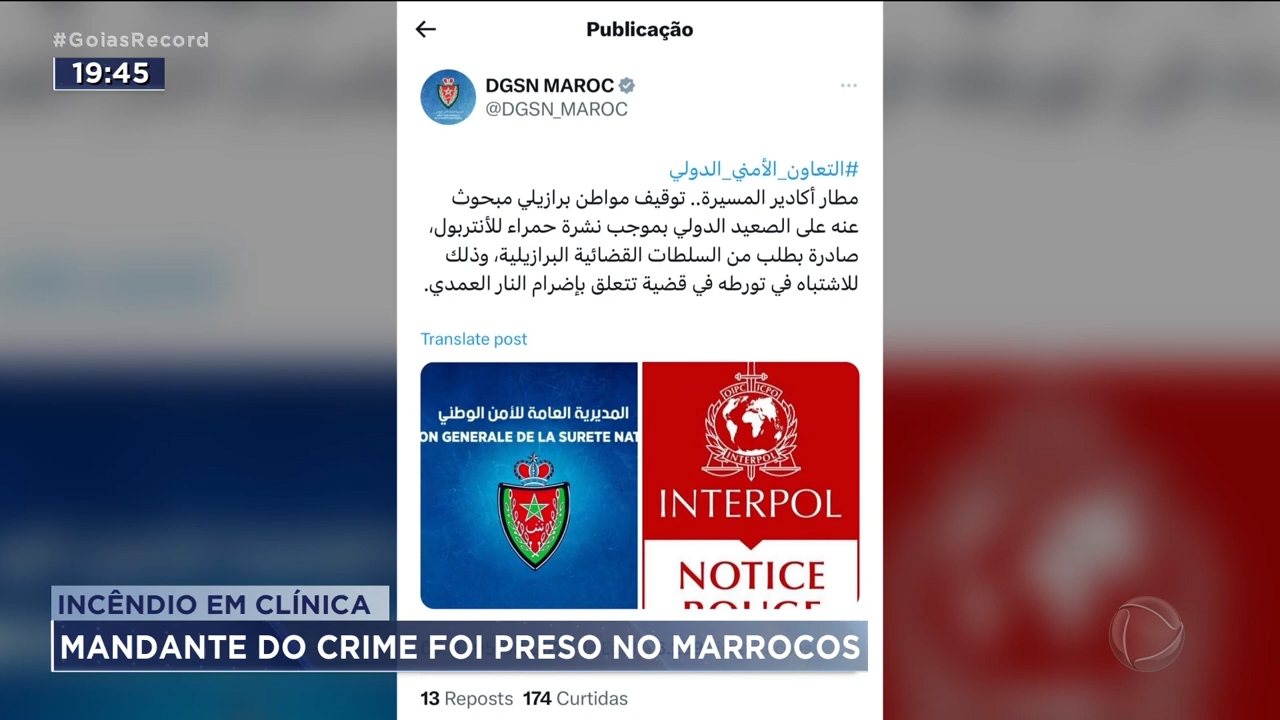 #GoiasRecord
19:45
Publicação
DGSN MAROC
@DGSN_MAROC
#التعاون_الأمني_الدولي
مطار أكادير المسيرة.. توقيف مواطن برازيلي مبحوث
عنه على الصعيد الدولي بموجب نشرة حمراء للأنتربول،
صادرة بطلب من السلطات القضائية البرازيلية، وذلك
للاشتباه في تورطه في قضية تتعلق بإضرام النار العمدي.
Translate post
المديرية العامة للأمن الوطني
ON GENERALE DE LA SURETE NAT
OIPC ICPO
INTERPOL
INTERPOL
NOTICE
ROUGE
INCÊNDIO EM CLÍNICA
MANDANTE DO CRIME FOI PRESO NO MARROCOS
13 Reposts 174 Curtidas